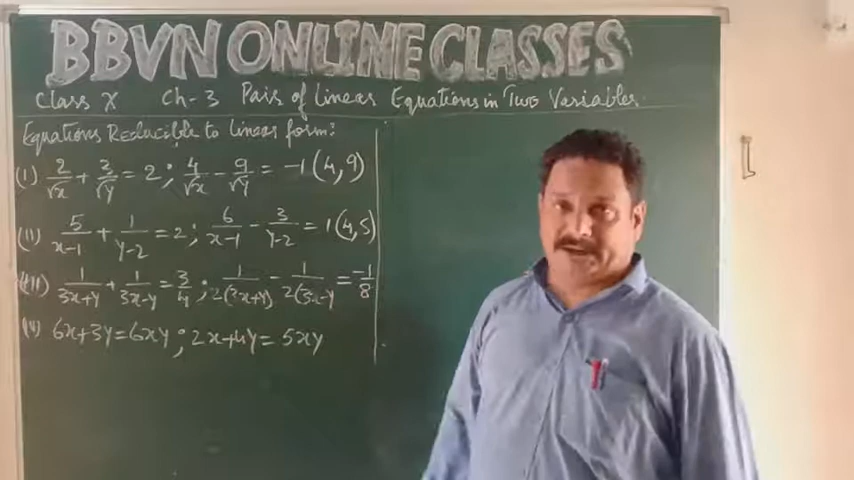 BBVN ONLINE CLASSES
Class X Ch-3 Pair of Linear Equations in Two Variables
Equations Reducible to linear form:
(I) 2/√x + 3/√y = 2 ; 4/√x - 9/√y = -1 (4,9)
(II) 5/x-1 + 1/y-2 = 2 ; 6/x-1 - 3/y-2 = 1 (4,5)
(III) 1/3x+y + 1/3x-y = 3/4 ; 1/2(3x+y) - 1/2(3x-y = -1/8
(IV) 6x+3y=6xy ; 2x+4y= 5xy